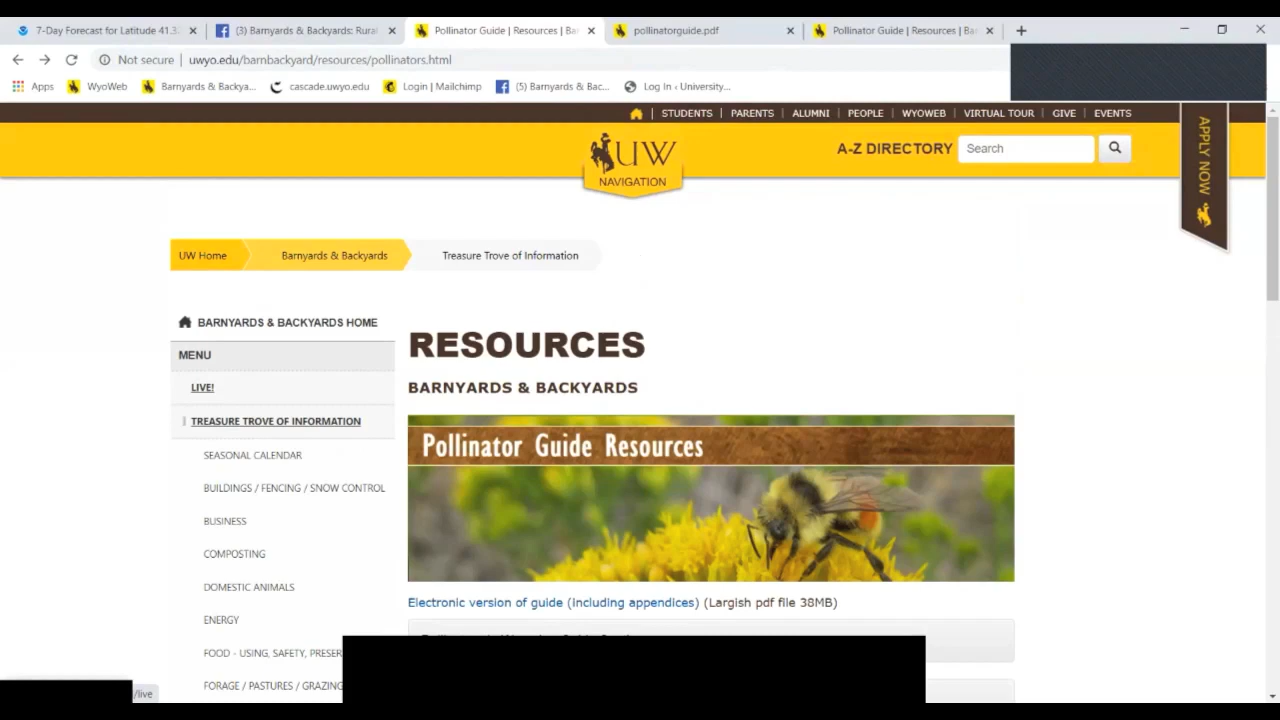 7-Day Forecast for Latitude 41.3
(3) Barnyards & Backyards: Rural
Pollinator Guide | Resources | Bar
pollinatorguide.pdf
Pollinator Guide | Resources | Bar
Not secure | uwyo.edu/barnbackyard/resources/pollinators.html
Apps WyoWeb Barnyards & Backya... cascade.uwyo.edu Login | Mailchimp (5) Barnyards & Bac... Log In ‹ University...
STUDENTS | PARENTS | ALUMNI | PEOPLE | WYOWEB | VIRTUAL TOUR | GIVE | EVENTS
APPLY NOW
UW
NAVIGATION
A-Z DIRECTORY Search
UW Home Barnyards & Backyards Treasure Trove of Information
BARNYARDS & BACKYARDS HOME
MENU
LIVE!
TREASURE TROVE OF INFORMATION
SEASONAL CALENDAR
BUILDINGS / FENCING / SNOW CONTROL
BUSINESS
COMPOSTING
DOMESTIC ANIMALS
ENERGY
FOOD - USING, SAFETY, PRESER
FORAGE / PASTURES / GRAZING
RESOURCES
BARNYARDS & BACKYARDS
Pollinator Guide Resources
Electronic version of guide (including appendices) (Largish pdf file 38MB)
/live